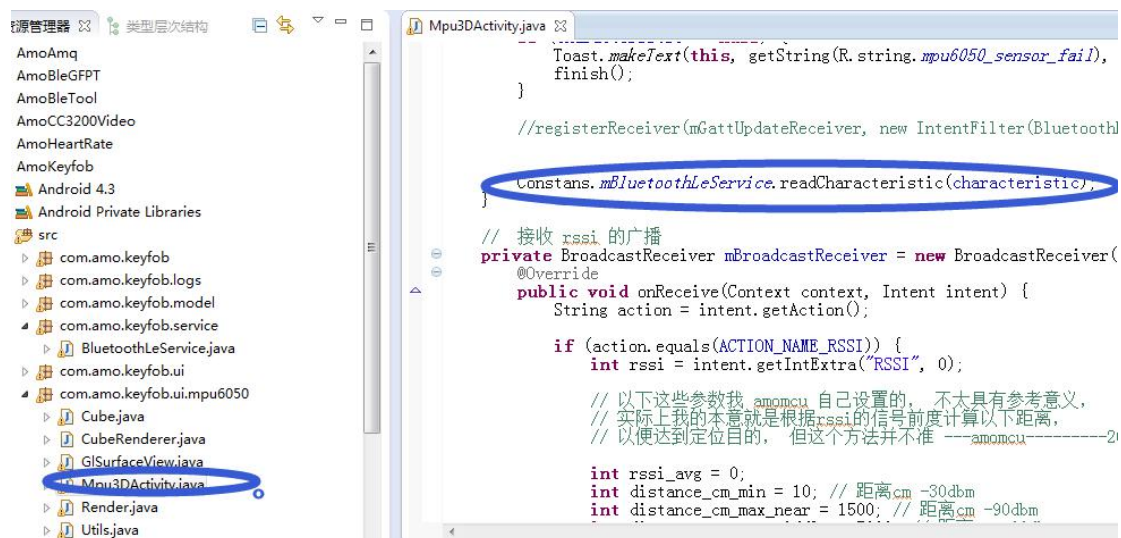 资源管理器 类型层次结构
AmoAmq
AmoBleGFPT
AmoBleTool
AmoCC3200Video
AmoHeartRate
AmoKeyfob
Android 4.3
Android Private Libraries
src
com.amo.keyfob
com.amo.keyfob.logs
com.amo.keyfob.model
com.amo.keyfob.service
BluetoothLeService.java
com.amo.keyfob.ui
com.amo.keyfob.ui.mpu6050
Cube.java
CubeRenderer.java
GlSurfaceView.java
Mpu3DActivity.java
Render.java
Utils.java
Mpu3DActivity.java
Toast.makeText(this, getString(R.string.mpu6050_sensor_fail),
finish();
}
//registerReceiver(mGattUpdateReceiver, new IntentFilter(Bluetooth
Constans.mBluetoothLeService.readCharacteristic(characteristic);
}
// 接收 rssi 的广播
private BroadcastReceiver mBroadcastReceiver = new BroadcastReceiver(
@Override
public void onReceive(Context context, Intent intent) {
String action = intent.getAction();
if (action.equals(ACTION_NAME_RSSI)) {
int rssi = intent.getIntExtra("RSSI", 0);
// 以下这些参数我 amomcu 自己设置的, 不太具有参考意义,
// 实际上我的本意就是根据rssi的信号前度计算以下距离,
// 以便达到定位目的, 但这个方法并不准 ---amomcu---------2
int rssi_avg = 0;
int distance_cm_min = 10; // 距离cm -30dbm
int distance_cm_max_near = 1500; // 距离cm -90dbm